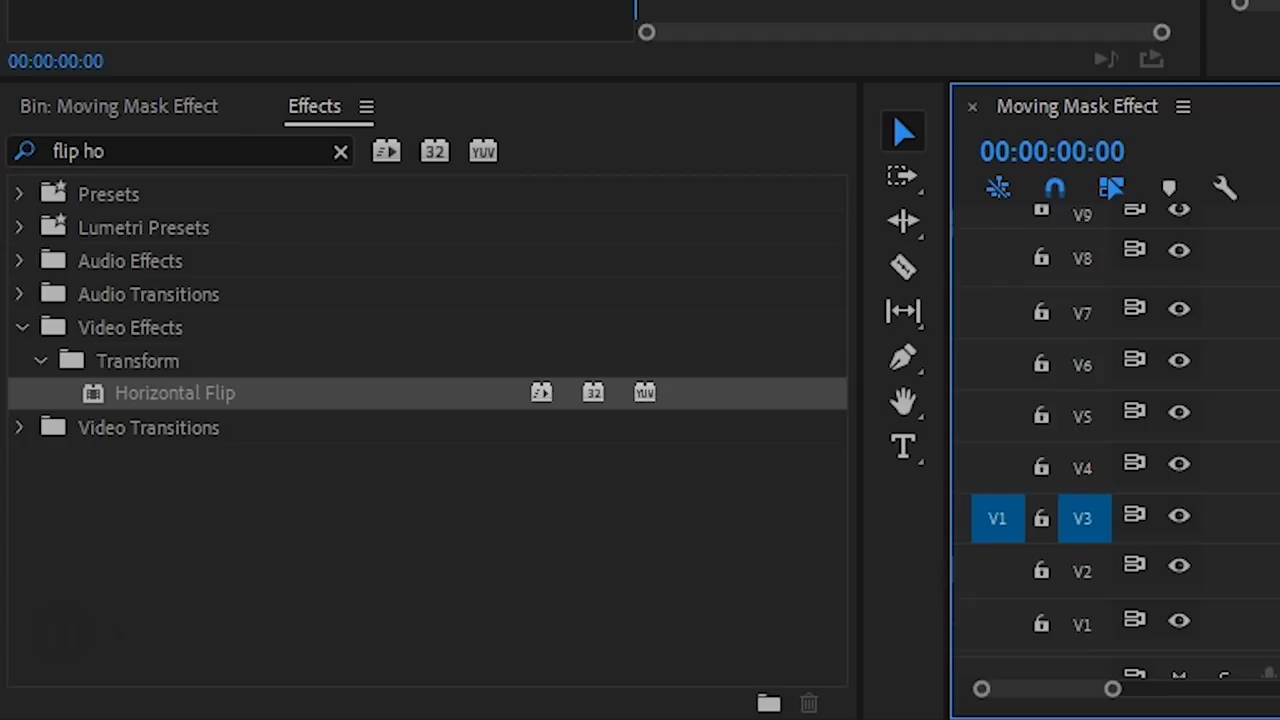 00:00:00:00
Bin: Moving Mask Effect
Effects
flip ho
32
YUV
Presets
Lumetri Presets
Audio Effects
Audio Transitions
Video Effects
Transform
Horizontal Flip
32
YUV
Video Transitions
T
Moving Mask Effect
00:00:00:00
V9
V8
V7
V6
V5
V4
V1 V3
V2
V1